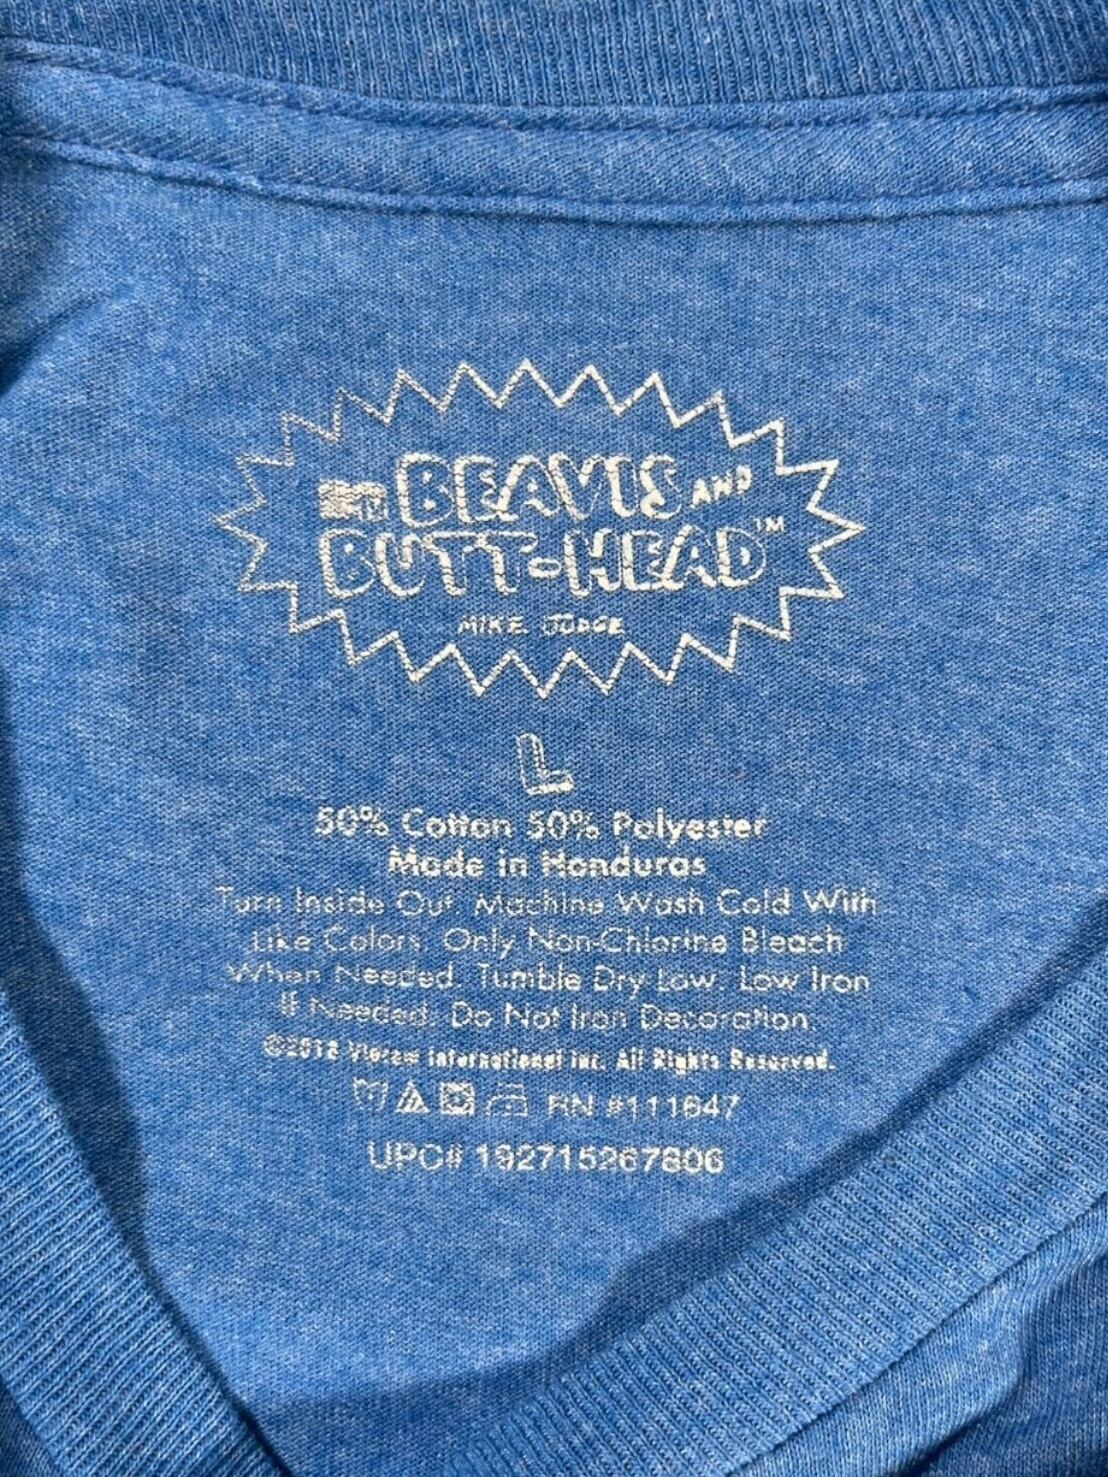 MTV BEAVIS AND
BUTT-HEAD™
MIKE JUDGE
L
50% Cotton 50% Polyester
Made in Honduras
Turn Inside Out. Machine Wash Cold With
Like Colors. Only Non-Chlorine Bleach
When Needed. Tumble Dry Low. Low Iron
If Needed. Do Not Iron Decoration.
©2018 Viacom International Inc. All Rights Reserved.
RN #111647
UPC# 192715267806